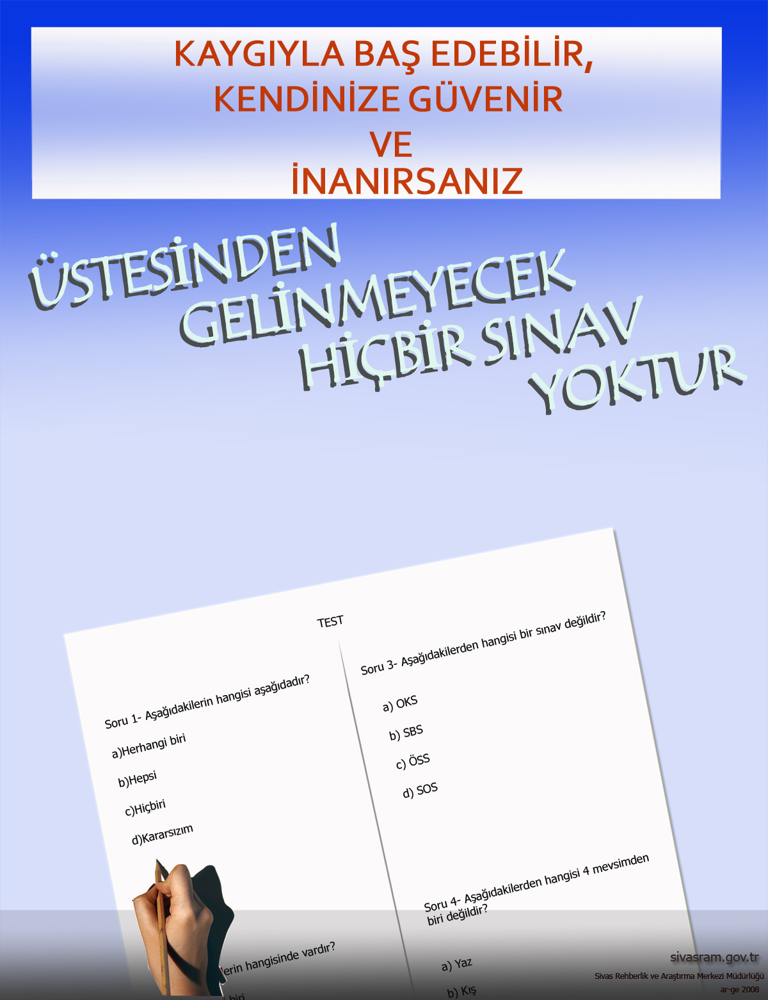 KAYGIYLA BAŞ EDEBİLİR,
KENDİNİZE GÜVENİR
VE
İNANIRSANIZ
ÜSTESİNDEN
GELİNMEYECEK
HİÇBİR SINAV
YOKTUR
TEST
Soru 1- Aşağıdakilerin hangisi aşağıdadır?
a)Herhangi biri
b)Hepsi
c)Hiçbiri
d)Kararsızım
lerin hangisinde vardır?
biri
Soru 3- Aşağıdakilerden hangisi bir sınav değildir?
a) OKS
b) SBS
c) ÖSS
d) SOS
Soru 4- Aşağıdakilerden hangisi 4 mevsimden
biri değildir?
a) Yaz
b) Kış
sivasram.gov.tr
Sivas Rehberlik ve Araştırma Merkezi Müdürlüğü
ar-ge 2008